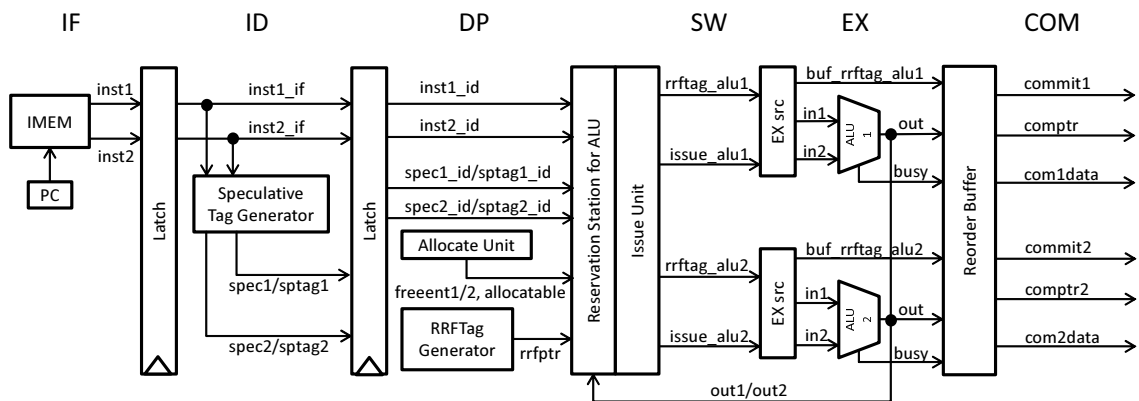 IF ID DP SW EX COM
inst1
IMEM
inst2
PC
Latch
inst1_if
inst2_if
Speculative
Tag Generator
spec1/sptag1
spec2/sptag2
Latch
inst1_id
inst2_id
spec1_id/sptag1_id
spec2_id/sptag2_id
Allocate Unit
freeent1/2, allocatable
RRFTag
Generator
rrfptr
Reservation Station for ALU
Issue Unit
rrftag_alu1
issue_alu1
EX src
buf_rrftag_alu1
in1
in2
ALU
1
out
busy
rrftag_alu2
issue_alu2
EX src
buf_rrftag_alu2
in1
in2
ALU
2
out
busy
out1/out2
Reorder Buffer
commit1
comptr
com1data
commit2
comptr2
com2data